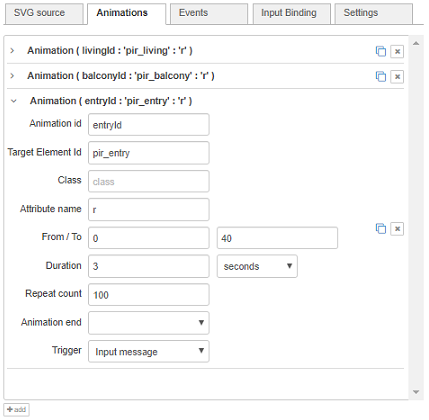 SVG source Animations Events Input Binding Settings
Animation ( livingId : 'pir_living' : 'r' )
Animation ( balconyId : 'pir_balcony' : 'r' )
Animation ( entryId : 'pir_entry' : 'r' )
Animation id entryId
Target Element Id pir_entry
Class class
Attribute name r
From / To 0 40
Duration 3 seconds
Repeat count 100
Animation end
Trigger Input message
add